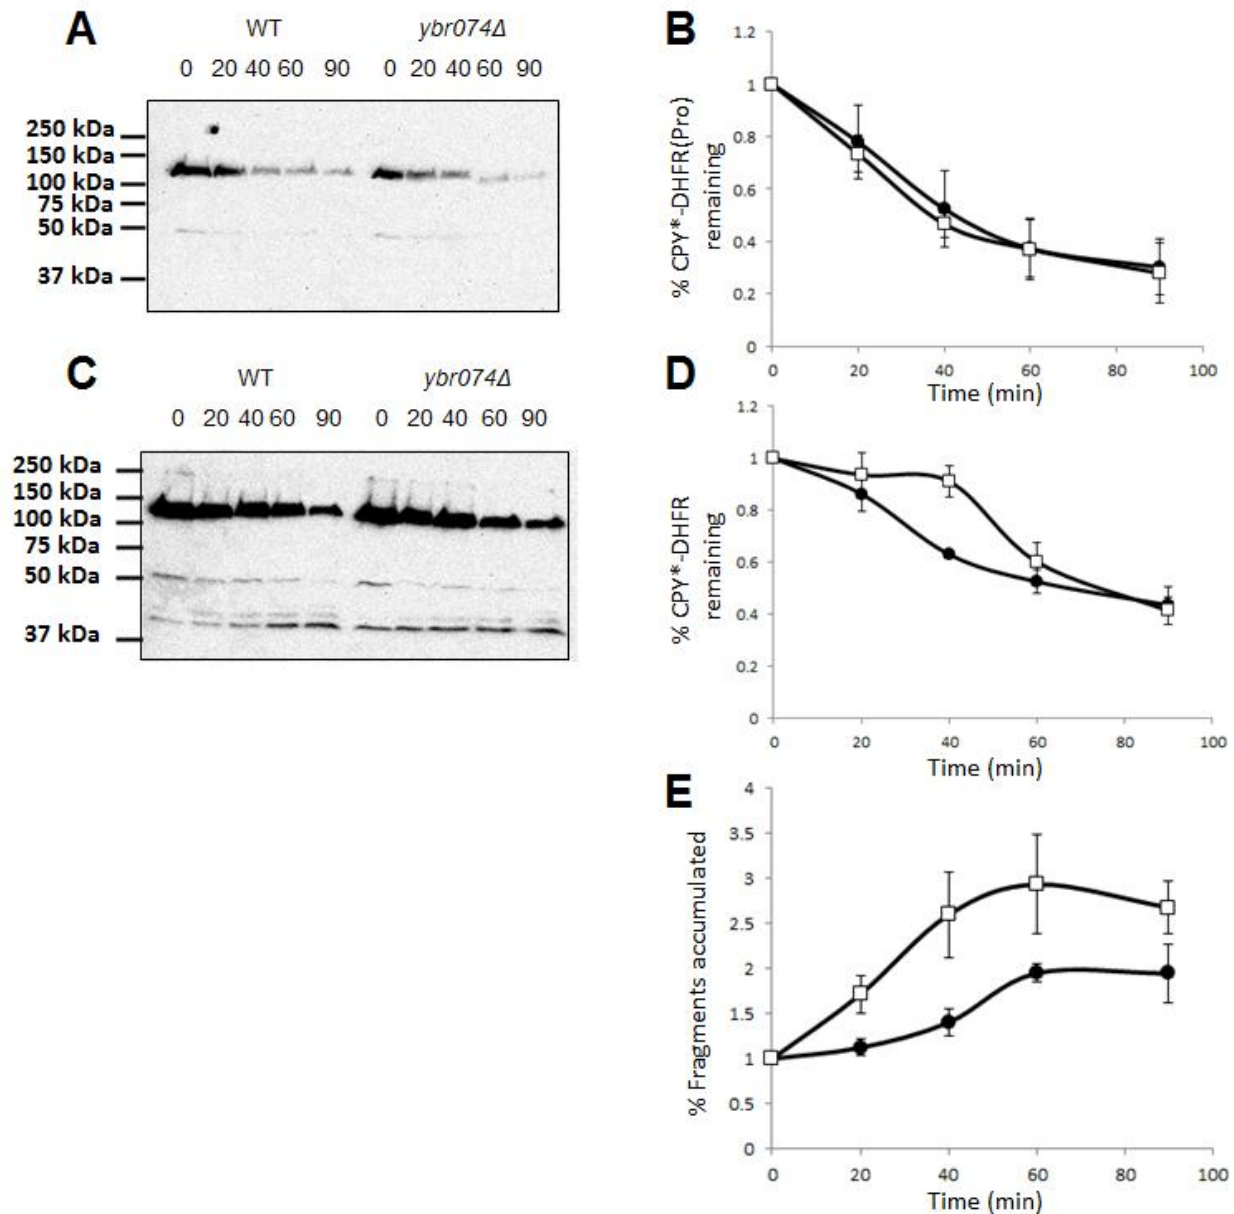 A
WT ybr074Δ
0 20 40 60 90 0 20 40 60 90
250 kDa
150 kDa
100 kDa
75 kDa
50 kDa
37 kDa
B
% CPY*-DHFR(Pro)
remaining
1.2
1
0.8
0.6
0.4
0.2
0
0 20 40 60 80 100
Time (min)
C
WT ybr074Δ
0 20 40 60 90 0 20 40 60 90
250 kDa
150 kDa
100 kDa
75 kDa
50 kDa
37 kDa
D
% CPY*-DHFR
remaining
1.2
1
0.8
0.6
0.4
0.2
0
0 20 40 60 80 100
Time (min)
E
% Fragments accumulated
4
3.5
3
2.5
2
1.5
1
0.5
0
0 20 40 60 80 100
Time (min)